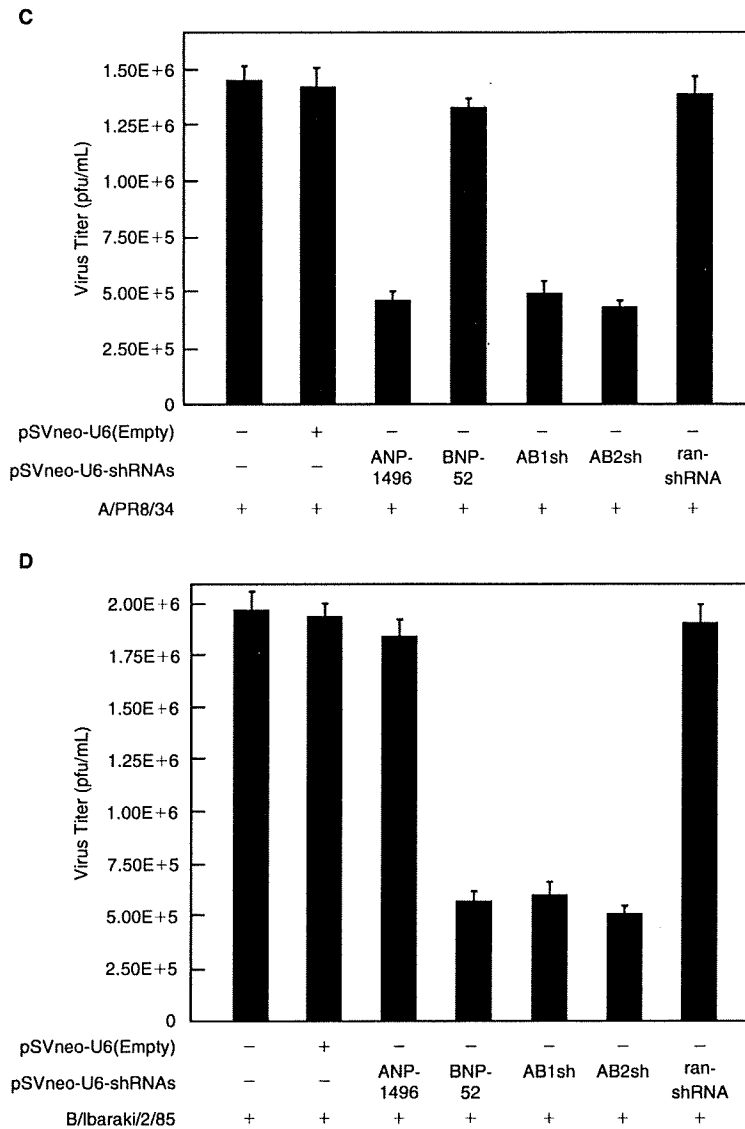 C
Virus Titer (pfu/mL)
1.50E+6
1.25E+6
1.00E+6
7.50E+5
5.00E+5
2.50E+5
0
pSVneo-U6(Empty) − + − − − − −
pSVneo-U6-shRNAs − − ANP-1496 BNP-52 AB1sh AB2sh ran-shRNA
A/PR8/34 + + + + + + +
D
Virus Titer (pfu/mL)
2.00E+6
1.75E+6
1.50E+6
1.25E+6
1.00E+6
7.50E+5
5.00E+5
2.50E+5
0
pSVneo-U6(Empty) − + − − − − −
pSVneo-U6-shRNAs − − ANP-1496 BNP-52 AB1sh AB2sh ran-shRNA
B/Ibaraki/2/85 + + + + + + +